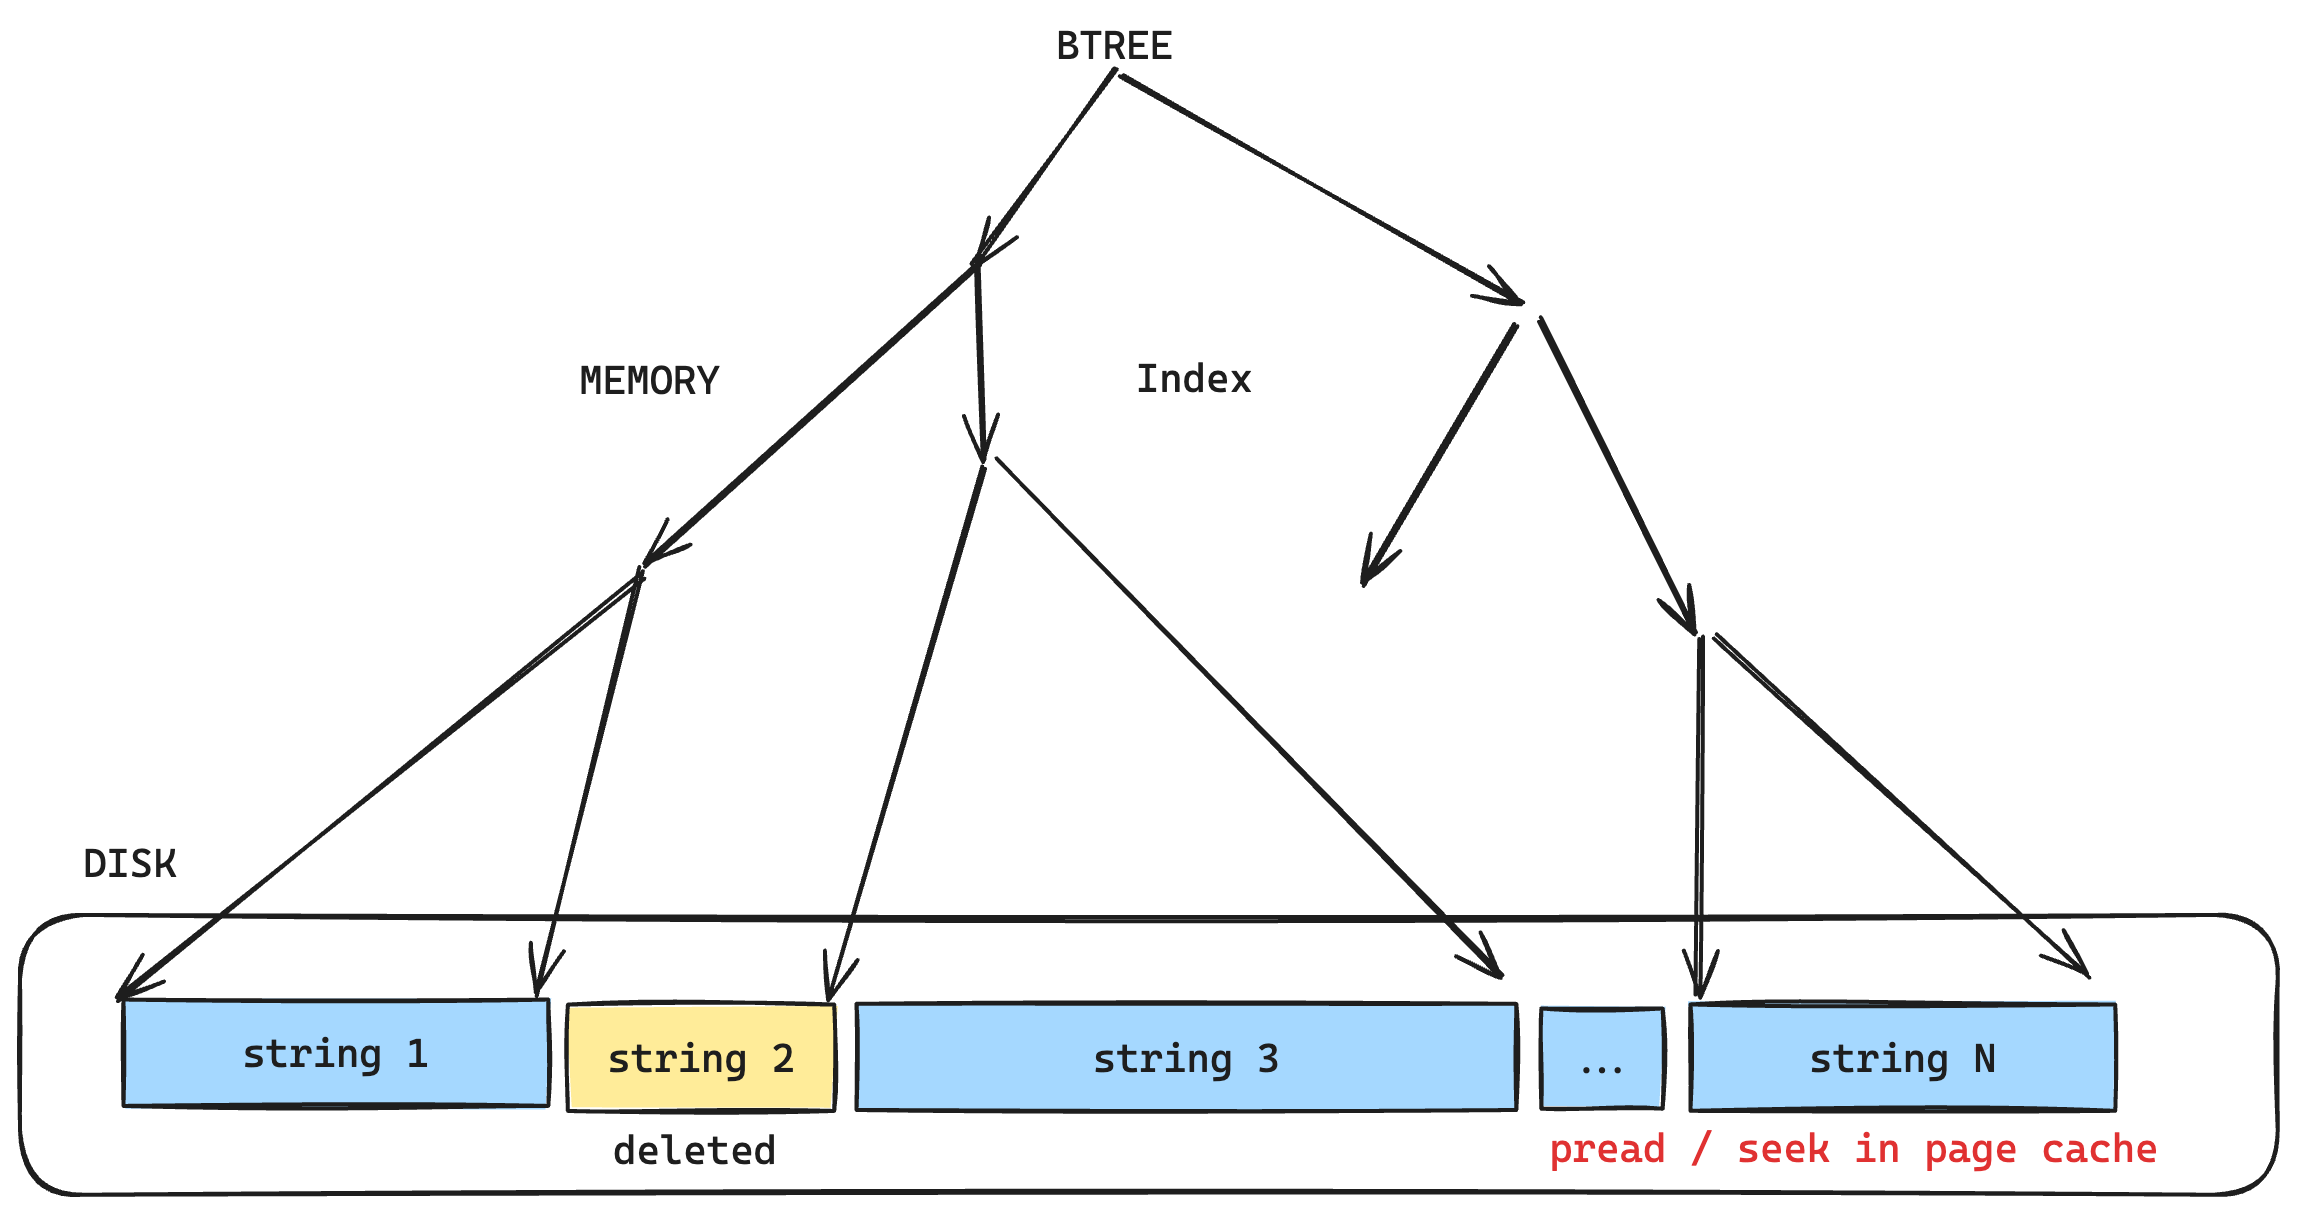 BTREE
MEMORY
Index
DISK
string 1
string 2
string 3
...
string N
deleted
pread / seek in page cache